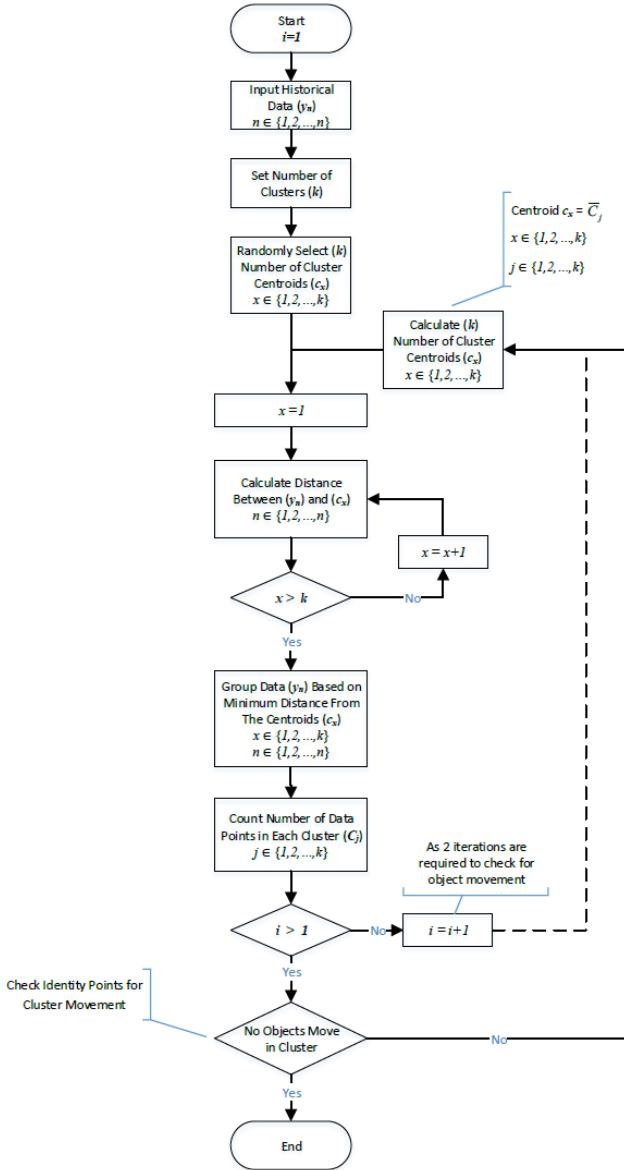 Start
i=1
Input Historical
Data (yₙ)
n ∈ {1,2,...,n}
Set Number of
Clusters (k)
Randomly Select (k)
Number of Cluster
Centroids (cₓ)
x ∈ {1,2,...,k}
Centroid cₓ = C̅ⱼ
x ∈ {1,2,...,k}
j ∈ {1,2,...,k}
Calculate (k)
Number of Cluster
Centroids (cₓ)
x ∈ {1,2,...,k}
x=1
Calculate Distance
Between (yₙ) and (cₓ)
n ∈ {1,2,...,n}
x = x+1
x > k
No
Yes
Group Data (yₙ) Based on
Minimum Distance From
The Centroids (cₓ)
x ∈ {1,2,...,k}
n ∈ {1,2,...,n}
Count Number of Data
Points in Each Cluster (Cⱼ)
j ∈ {1,2,...,k}
As 2 iterations are
required to check for
object movement
i > 1
No
i = i+1
Yes
Check Identity Points for
Cluster Movement
No Objects Move
in Cluster
No
Yes
End